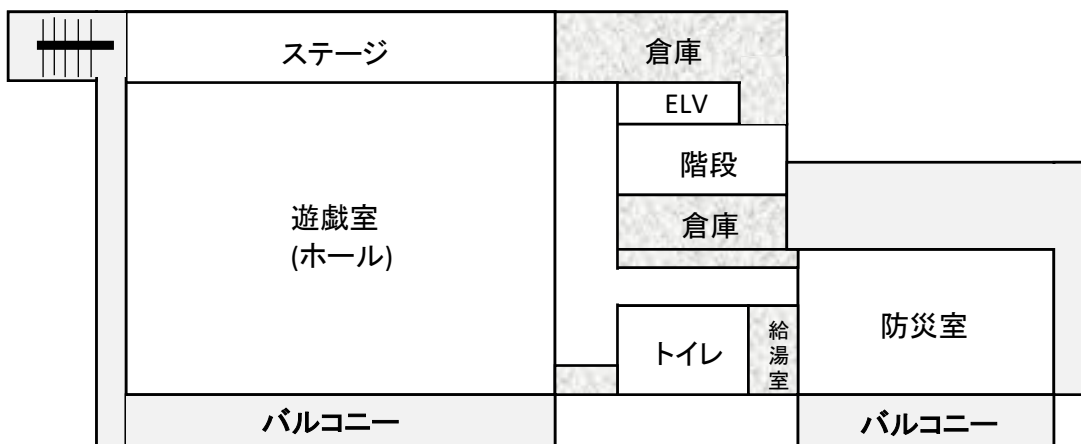 ステージ
倉庫
ELV
階段
遊戯室
(ホール)
倉庫
防災室
トイレ
給湯室
バルコニー
バルコニー